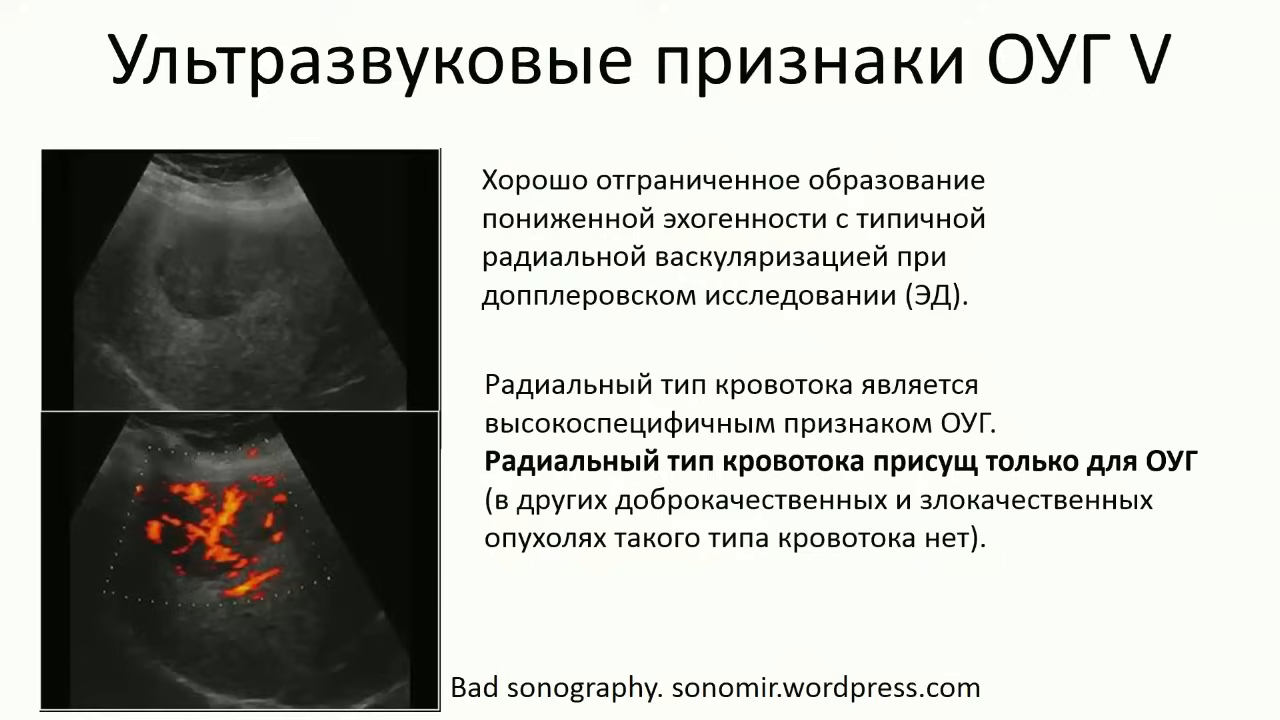 Ультразвуковые признаки ОУГ V
Хорошо отграниченное образование
пониженной эхогенности с типичной
радиальной васкуляризацией при
допплеровском исследовании (ЭД).
Радиальный тип кровотока является
высокоспецифичным признаком ОУГ.
Радиальный тип кровотока присущ только для ОУГ
(в других доброкачественных и злокачественных
опухолях такого типа кровотока нет).
Bad sonography. sonomir.wordpress.com